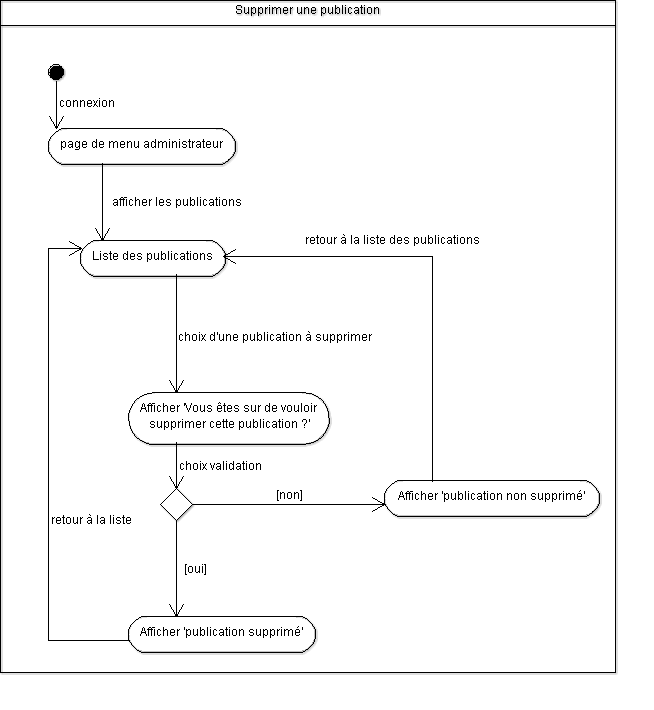 Supprimer une publication
connexion
page de menu administrateur
afficher les publications
retour à la liste des publications
Liste des publications
choix d'une publication à supprimer
Afficher 'Vous êtes sur de vouloir
supprimer cette publication ?'
choix validation
[non]
Afficher 'publication non supprimé'
retour à la liste
[oui]
Afficher 'publication supprimé'